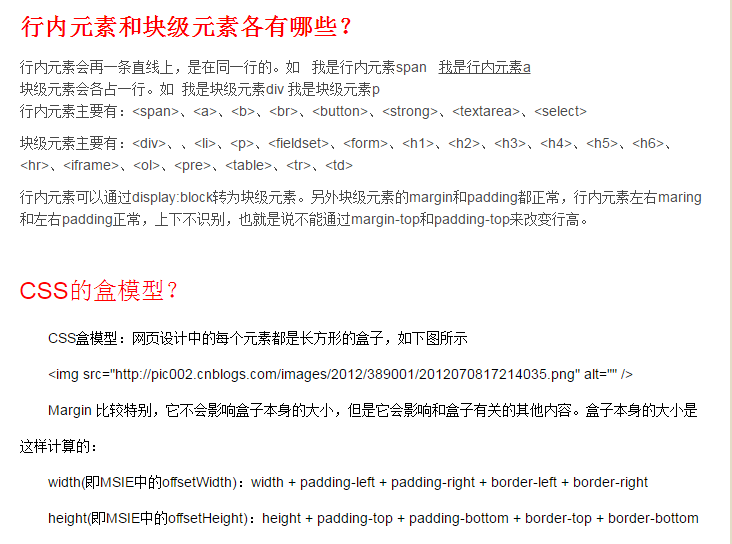 行内元素和块级元素各有哪些？
行内元素会再一条直线上，是在同一行的。如 我是行内元素span 我是行内元素a
块级元素会各占一行。如 我是块级元素div 我是块级元素p
行内元素主要有：<span>、<a>、<b>、<br>、<button>、<strong>、<textarea>、<select>
块级元素主要有：<div>、、<li>、<p>、<fieldset>、<form>、<h1>、<h2>、<h3>、<h4>、<h5>、<h6>、
<hr>、<iframe>、<ol>、<pre>、<table>、<tr>、<td>
行内元素可以通过display:block转为块级元素。另外块级元素的margin和padding都正常，行内元素左右maring
和左右padding正常，上下不识别，也就是说不能通过margin-top和padding-top来改变行高。
CSS的盒模型？
CSS盒模型：网页设计中的每个元素都是长方形的盒子，如下图所示
<img src="http://pic002.cnblogs.com/images/2012/389001/2012070817214035.png" alt="" />
Margin 比较特别，它不会影响盒子本身的大小，但是它会影响和盒子有关的其他内容。盒子本身的大小是
这样计算的：
width(即MSIE中的offsetWidth)：width + padding-left + padding-right + border-left + border-right
height(即MSIE中的offsetHeight)：height + padding-top + padding-bottom + border-top + border-bottom